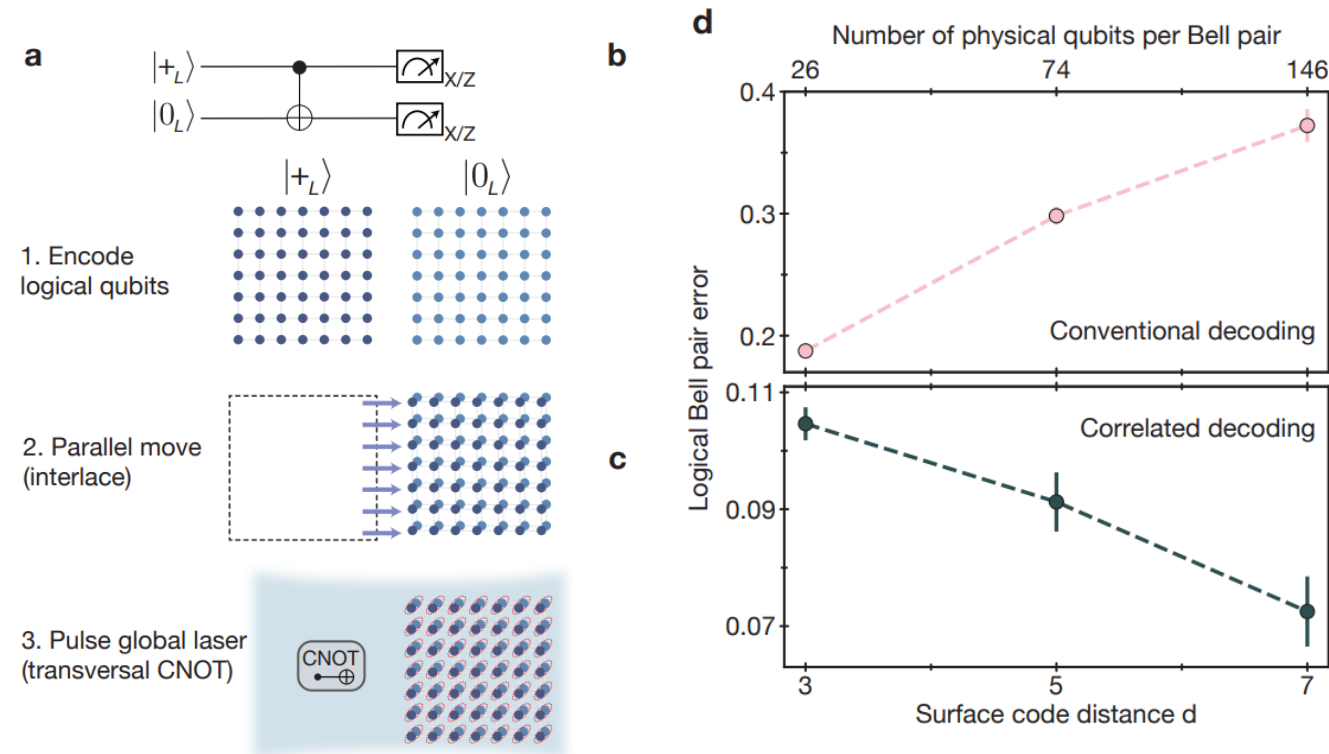 a
|+L⟩
X/Z
|0L⟩
X/Z
|+L⟩ |0L⟩
1. Encode
logical qubits
2. Parallel move
(interlace)
3. Pulse global laser
(transversal CNOT)
CNOT
b
c
d
Number of physical qubits per Bell pair
26 74 146
Logical Bell pair error
0.4
0.3
0.2
Conventional decoding
0.11
0.09
0.07
Correlated decoding
3 5 7
Surface code distance d